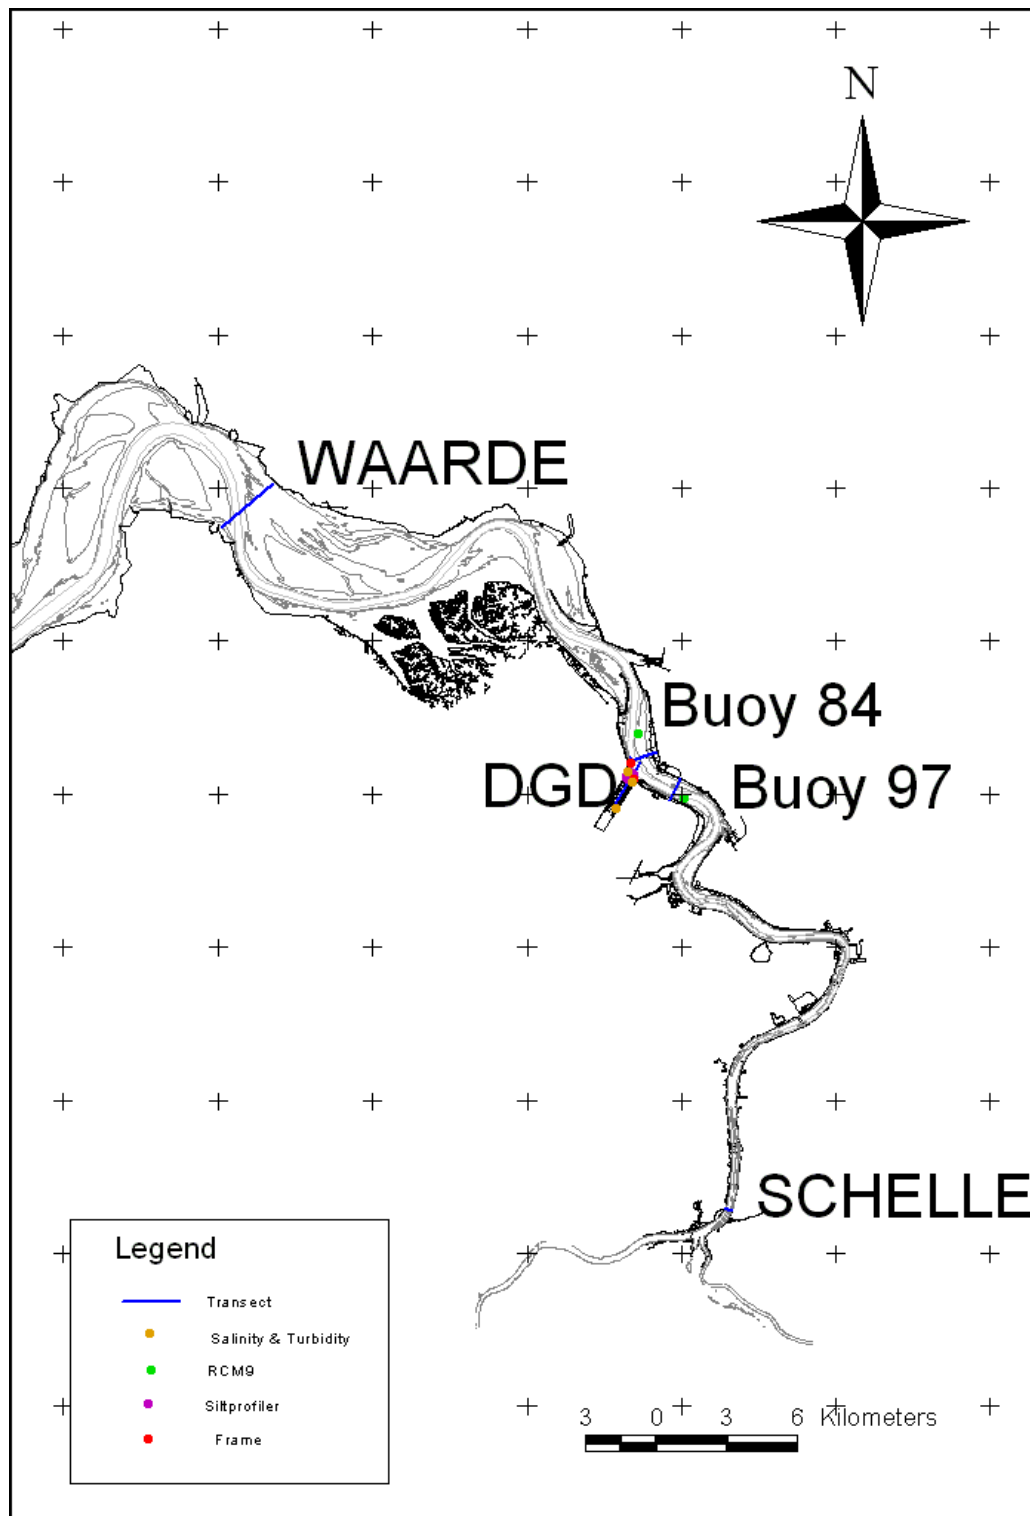 N
WAARDE
Buoy 84
DGD
Buoy 97
SCHELLE
Legend
Transect
Salinity & Turbidity
RCM9
Siltprofiler
Frame
3 0 3 6 Kilometers